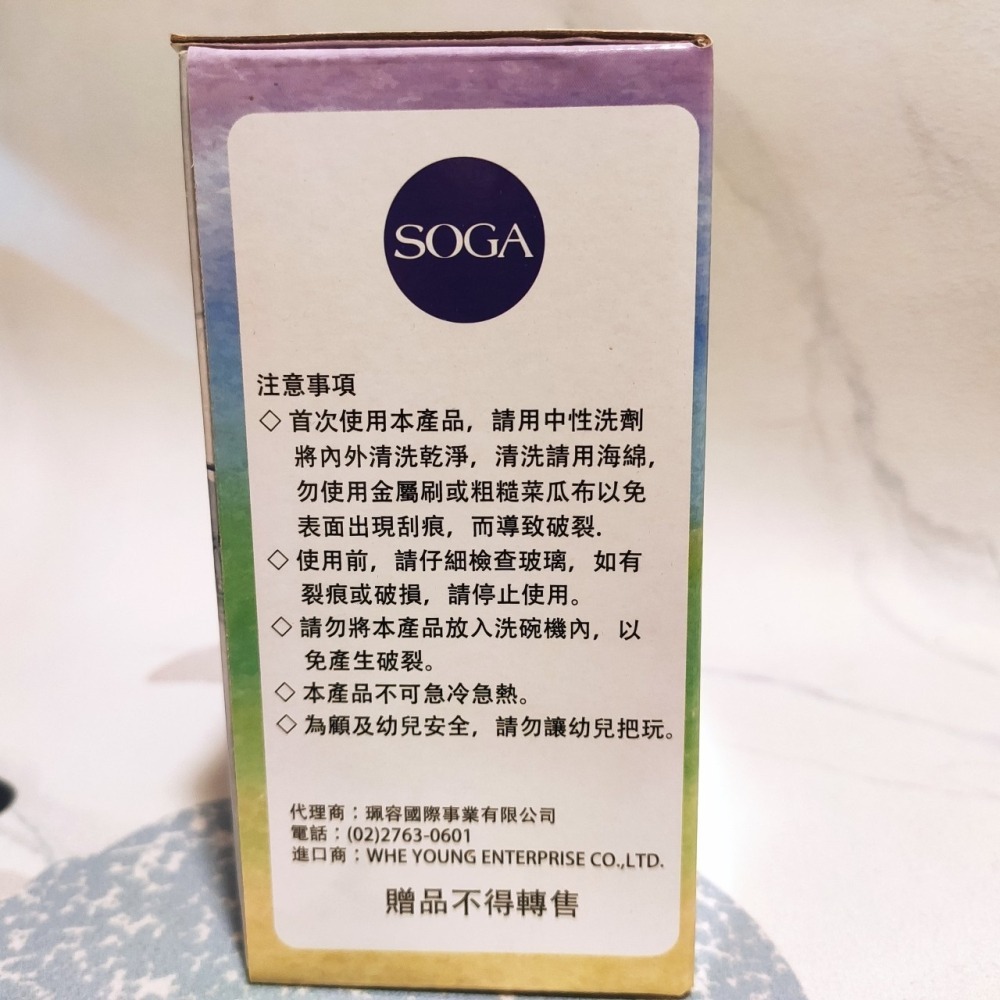 SOGA
注意事項
◇ 首次使用本產品，請用中性洗劑
將內外清洗乾淨，清洗請用海綿，
勿使用金屬刷或粗糙菜瓜布以免
表面出現刮痕，而導致破裂.
◇ 使用前，請仔細檢查玻璃，如有
裂痕或破損，請停止使用。
◇ 請勿將本產品放入洗碗機內，以
免產生破裂。
◇ 本產品不可急冷急熱。
◇ 為顧及幼兒安全，請勿讓幼兒把玩。
代理商：珮容國際事業有限公司
電話：(02)2763-0601
進口商：WHE YOUNG ENTERPRISE CO.,LTD.
贈品不得轉售